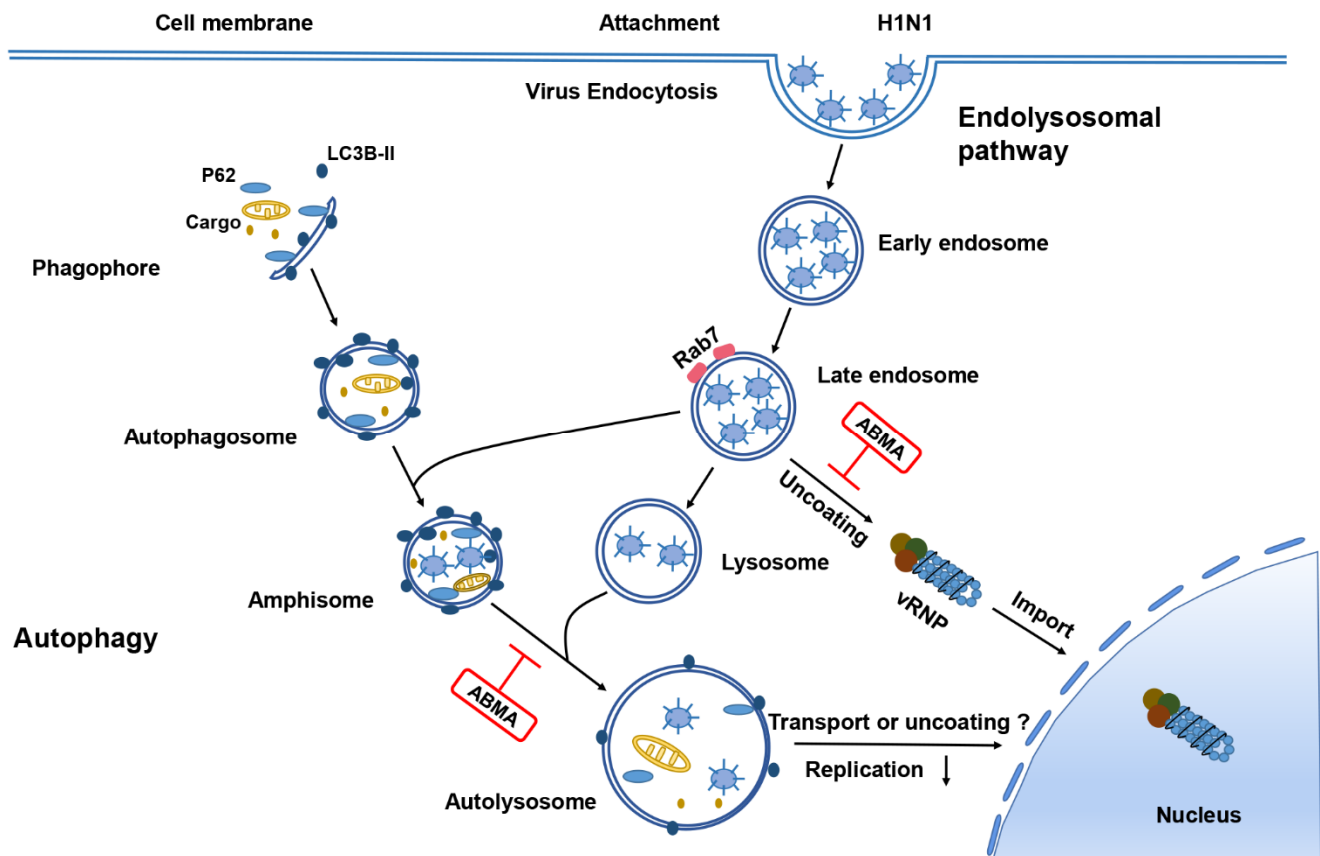 Cell membrane
Attachment
H1N1
Virus Endocytosis
Endolysosomal
pathway
LC3B-II
P62
Cargo
Phagophore
Early endosome
Rab7
Late endosome
ABMA
Autophagosome
Uncoating
Lysosome
vRNP
Import
Amphisome
Autophagy
ABMA
Transport or uncoating ?
Replication
Autolysosome
Nucleus